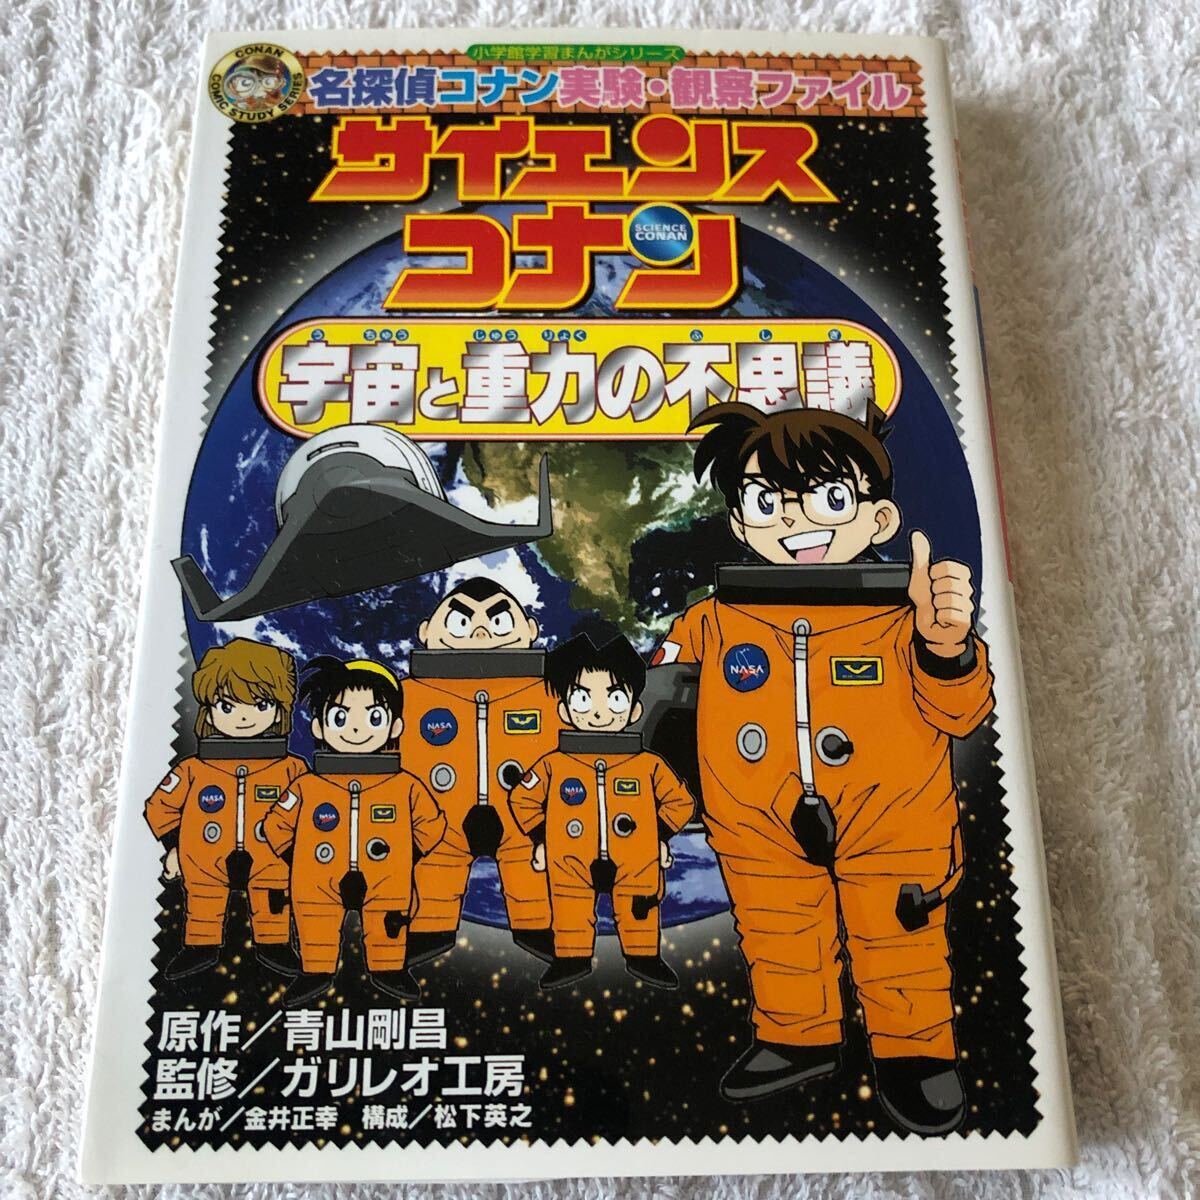 小学館学習まんがシリーズ
CONAN
COMIC STUDY SERIES
名探偵コナン実験・観察ファイル
サイエンス
コナン
SCIENCE
CONAN
うちゅう じゅうりょく ふしぎ
宇宙と重力の不思議
NASA
NASA
NASA
NASA
NASA
原作/青山剛昌
監修/ガリレオ工房
まんが/金井正幸 構成/松下英之